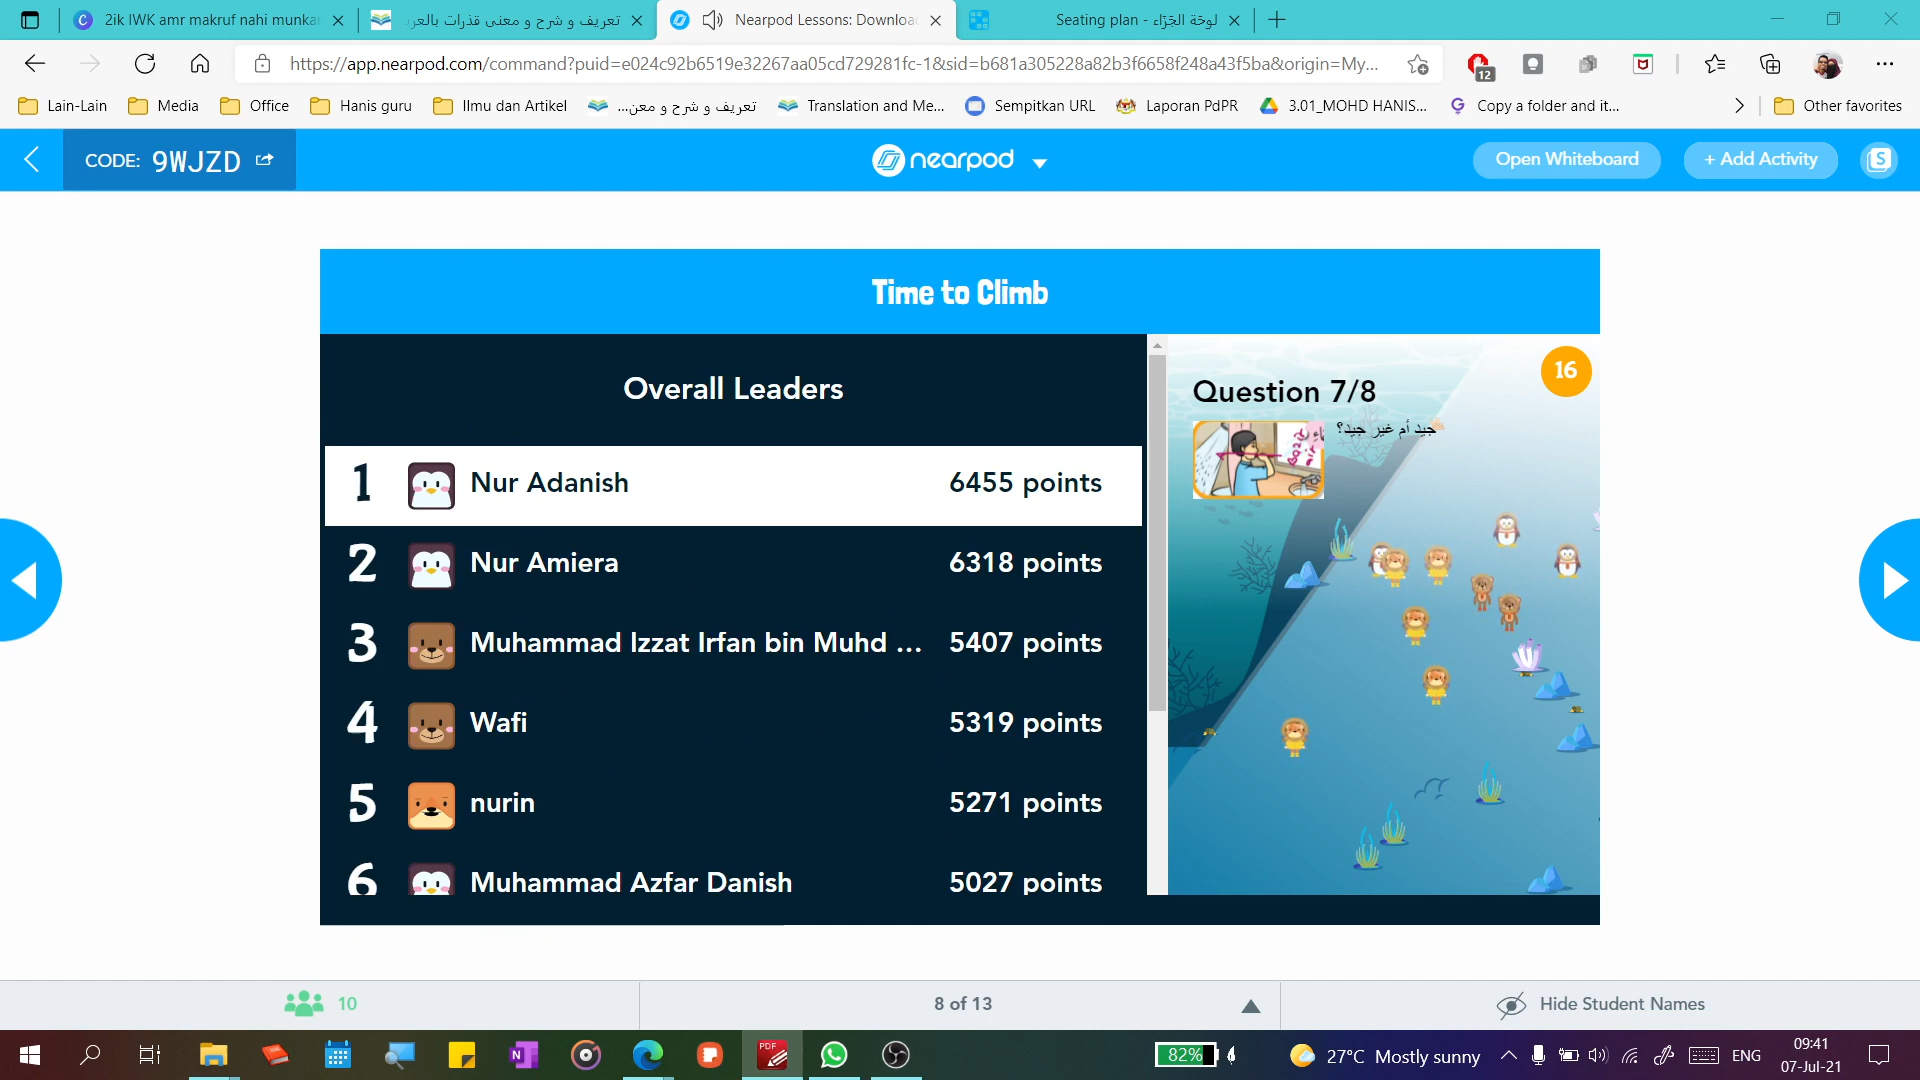 2ik IWK amr makruf nahi munka
تعريف و شرح و معنى قذرات بالعر
Nearpod Lessons: Downloa
Seating plan - لوحّة الجَرّاء
https://app.nearpod.com/command?puid=e024c92b6519e32267aa05cd729281fc-1&sid=b681a305228a82b3f6658f248a43f5ba&origin=My...
12
Lain-Lain
Media
Office
Hanis guru
Ilmu dan Artikel
تعريف و شرح و معن...
Translation and Me...
Sempitkan URL
Laporan PdPR
3.01_MOHD HANIS...
Copy a folder and it...
Other favorites
CODE: 9WJZD
nearpod
Open Whiteboard
+ Add Activity
S
Time to Climb
Overall Leaders
1 Nur Adanish 6455 points
2 Nur Amiera 6318 points
3 Muhammad Izzat Irfan bin Muhd ... 5407 points
4 Wafi 5319 points
5 nurin 5271 points
6 Muhammad Azfar Danish 5027 points
16
Question 7/8
جيد أم غير جيد؟
10
8 of 13
Hide Student Names
82%
27°C Mostly sunny
ENG
09:41
07-Jul-21